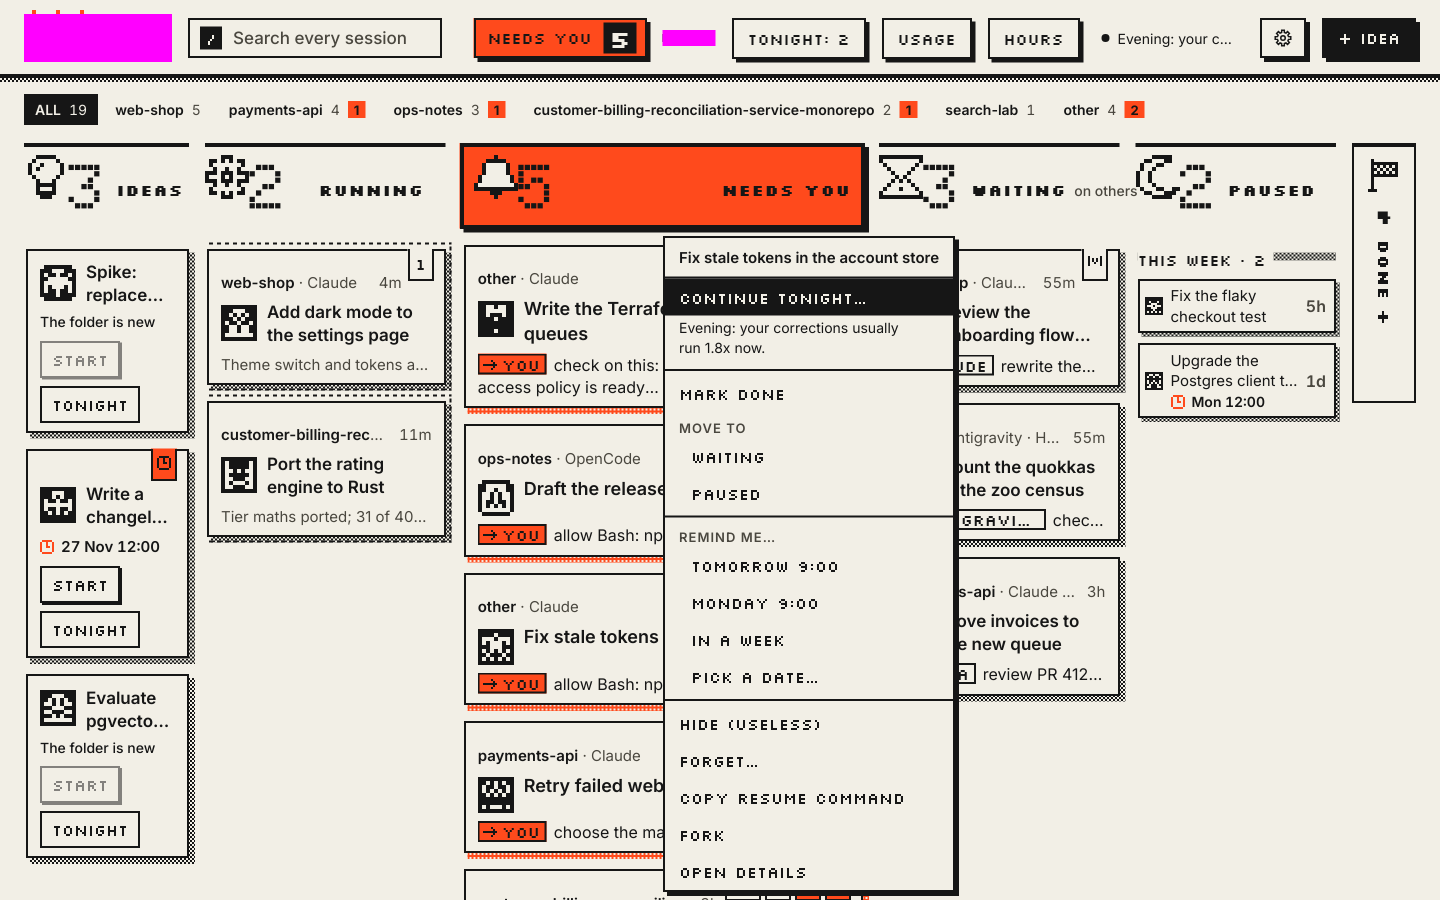 Search every session
NEEDS YOU 5
TONIGHT: 2
USAGE
HOURS
Evening: your c...
+ IDEA
ALL 19
web-shop 5
payments-api 4 1
ops-notes 3 1
customer-billing-reconciliation-service-monorepo 2 1
search-lab 1
other 4 2
3 IDEAS
2 RUNNING
5 NEEDS YOU
3 WAITING on others
2 PAUSED
4 DONE +
Spike:
replace...
The folder is new
START
TONIGHT
Write a
changel...
27 Nov 12:00
START
TONIGHT
Evaluate
pgvecto...
The folder is new
START
TONIGHT
1
web-shop · Claude 4m
Add dark mode to
the settings page
Theme switch and tokens a...
customer-billing-rec... 11m
Port the rating
engine to Rust
Tier maths ported; 31 of 40...
other · Claude
Write the Terraf
queues
→ YOU check on this:
access policy is ready...
ops-notes · OpenCode
Draft the release
→ YOU allow Bash: np
other · Claude
Fix stale tokens
→ YOU allow Bash: np
payments-api · Claude
Retry failed web
→ YOU choose the ma
Fix stale tokens in the account store
CONTINUE TONIGHT...
Evening: your corrections usually
run 1.8x now.
MARK DONE
MOVE TO
WAITING
PAUSED
REMIND ME...
TOMORROW 9:00
MONDAY 9:00
IN A WEEK
PICK A DATE...
HIDE (USELESS)
FORGET...
COPY RESUME COMMAND
FORK
OPEN DETAILS
p · Clau... 55m
view the
boarding flow...
UDE rewrite the...
ntigravity · H... 55m
unt the quokkas
the zoo census
GRAVI... chec...
s-api · Claude ... 3h
ove invoices to
e new queue
A review PR 412...
THIS WEEK · 2
Fix the flaky
checkout test 5h
Upgrade the
Postgres client t... 1d
Mon 12:00